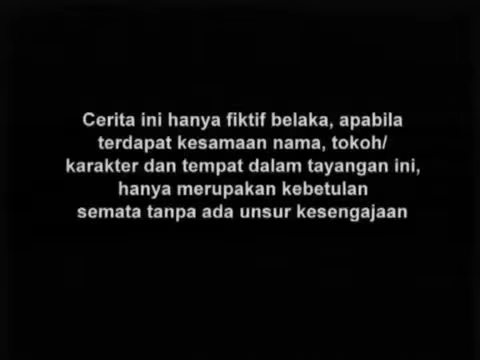 Cerita ini hanya fiktif belaka, apabila
terdapat kesamaan nama, tokoh/
karakter dan tempat dalam tayangan ini,
hanya merupakan kebetulan
semata tanpa ada unsur kesengajaan